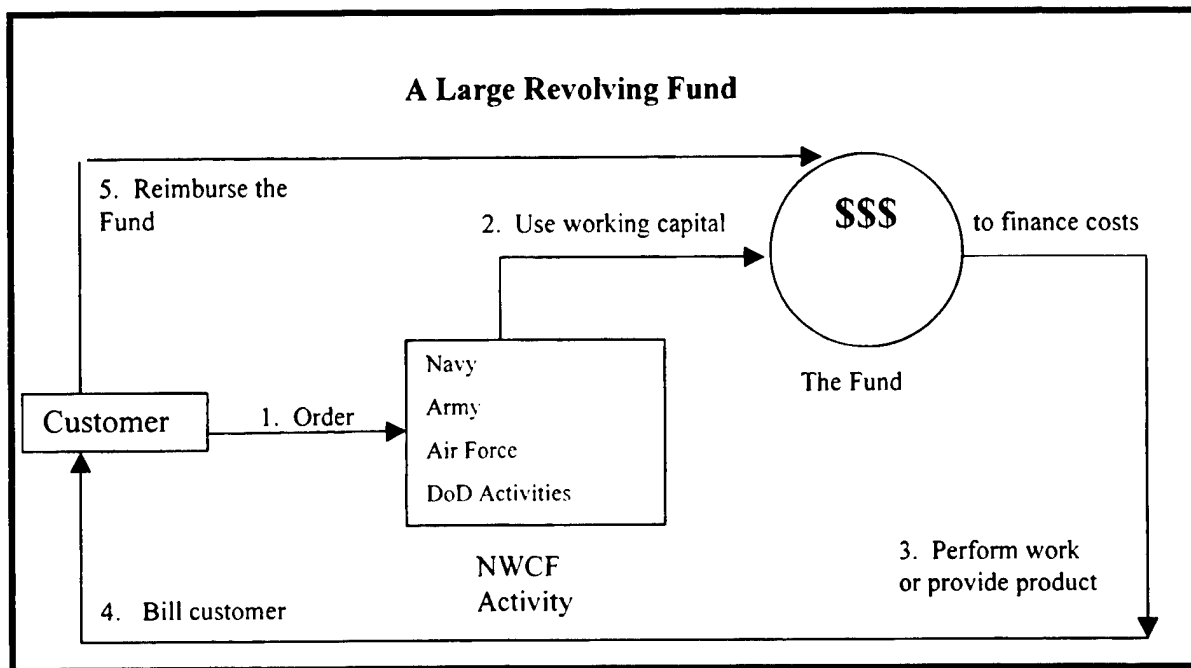 A Large Revolving Fund
5. Reimburse the
Fund
2. Use working capital
$$$
to finance costs
The Fund
Customer
1. Order
Navy
Army
Air Force
DoD Activities
NWCF
Activity
3. Perform work
or provide product
4. Bill customer